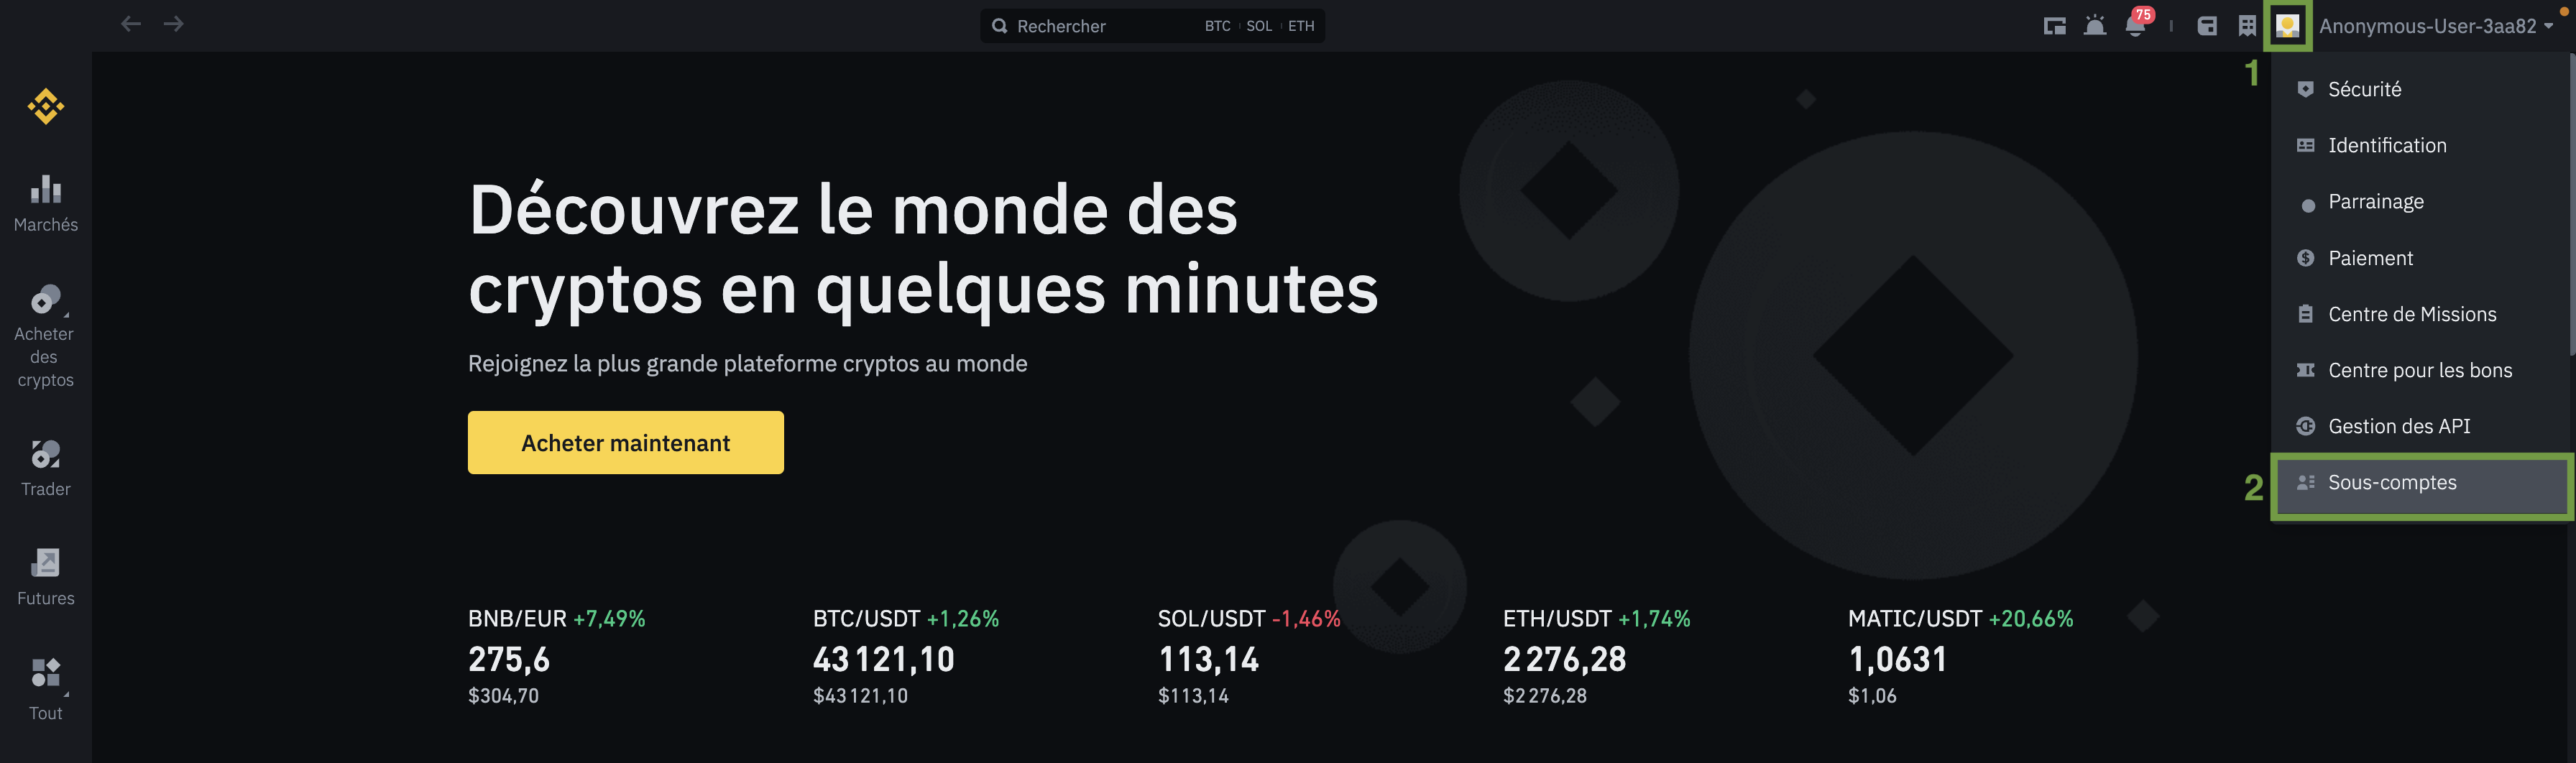 Rechercher BTC SOL ETH
75
Anonymous-User-3aa82
1
Sécurité
Identification
Parrainage
Paiement
Centre de Missions
Centre pour les bons
Gestion des API
2
Sous-comptes
Marchés
Acheter
des
cryptos
Trader
Futures
Tout
Découvrez le monde des
cryptos en quelques minutes
Rejoignez la plus grande plateforme cryptos au monde
Acheter maintenant
BNB/EUR +7,49%
275,6
$304,70
BTC/USDT +1,26%
43 121,10
$43 121,10
SOL/USDT -1,46%
113,14
$113,14
ETH/USDT +1,74%
2 276,28
$2 276,28
MATIC/USDT +20,66%
1,0631
$1,06